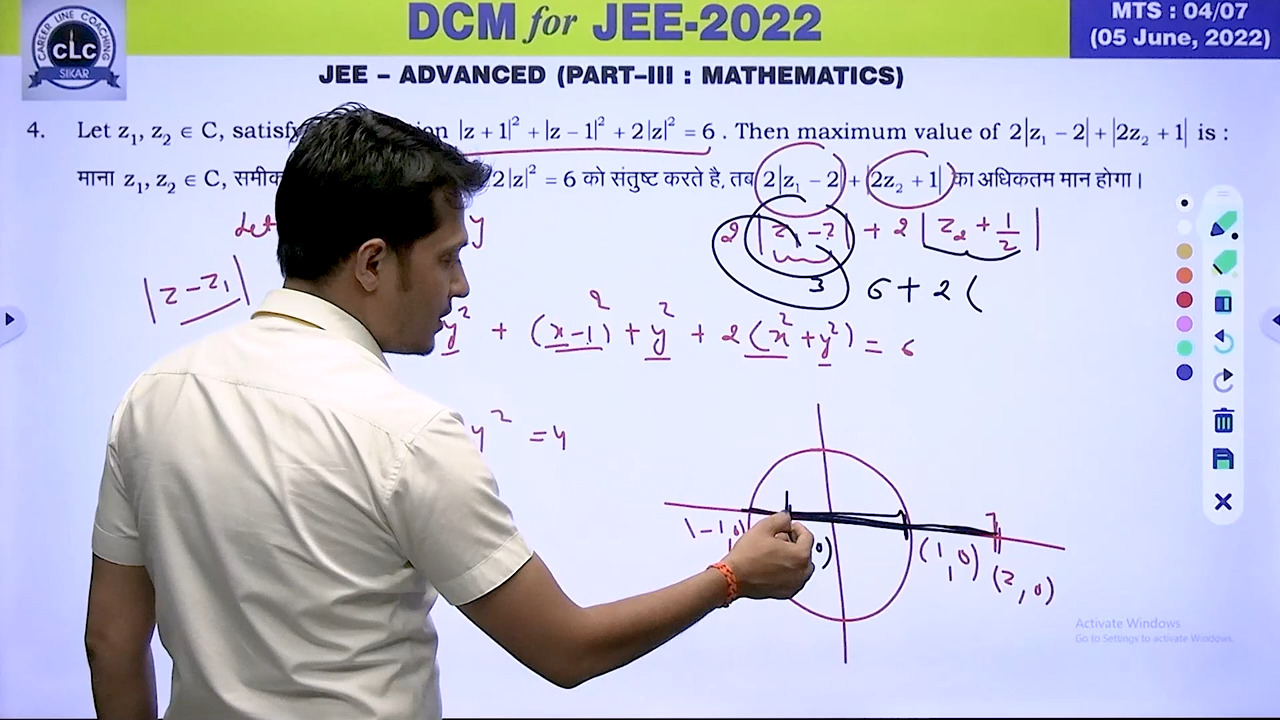 CAREER LINE COACHING
CLC
SIKAR
DCM for JEE-2022
MTS : 04/07
(05 June, 2022)
JEE – ADVANCED (PART–III : MATHEMATICS)
4. Let z₁, z₂ ∈ C, |z + 1|² + |z − 1|² + 2|z|² = 6 . Then maximum value of 2|z₁ − 2| + |2z₂ + 1| is :
माना z₁, z₂ ∈ C, 2|z|² = 6 को संतुष्ट करते है, तब 2|z₁ − 2| + |2z₂ + 1| का अधिकतम मान होगा।
Let y
2 |z₁ − 2| + 2 |z₂ + 1/2|
|z − z₁|
3 6 + 2 (
y² + (x−1)² + y² + 2 (x² + y²) = 6
y² = 4
(−1,0) 0) (1,0) (2,0)
Activate Windows
Go to Settings to activate Windows.